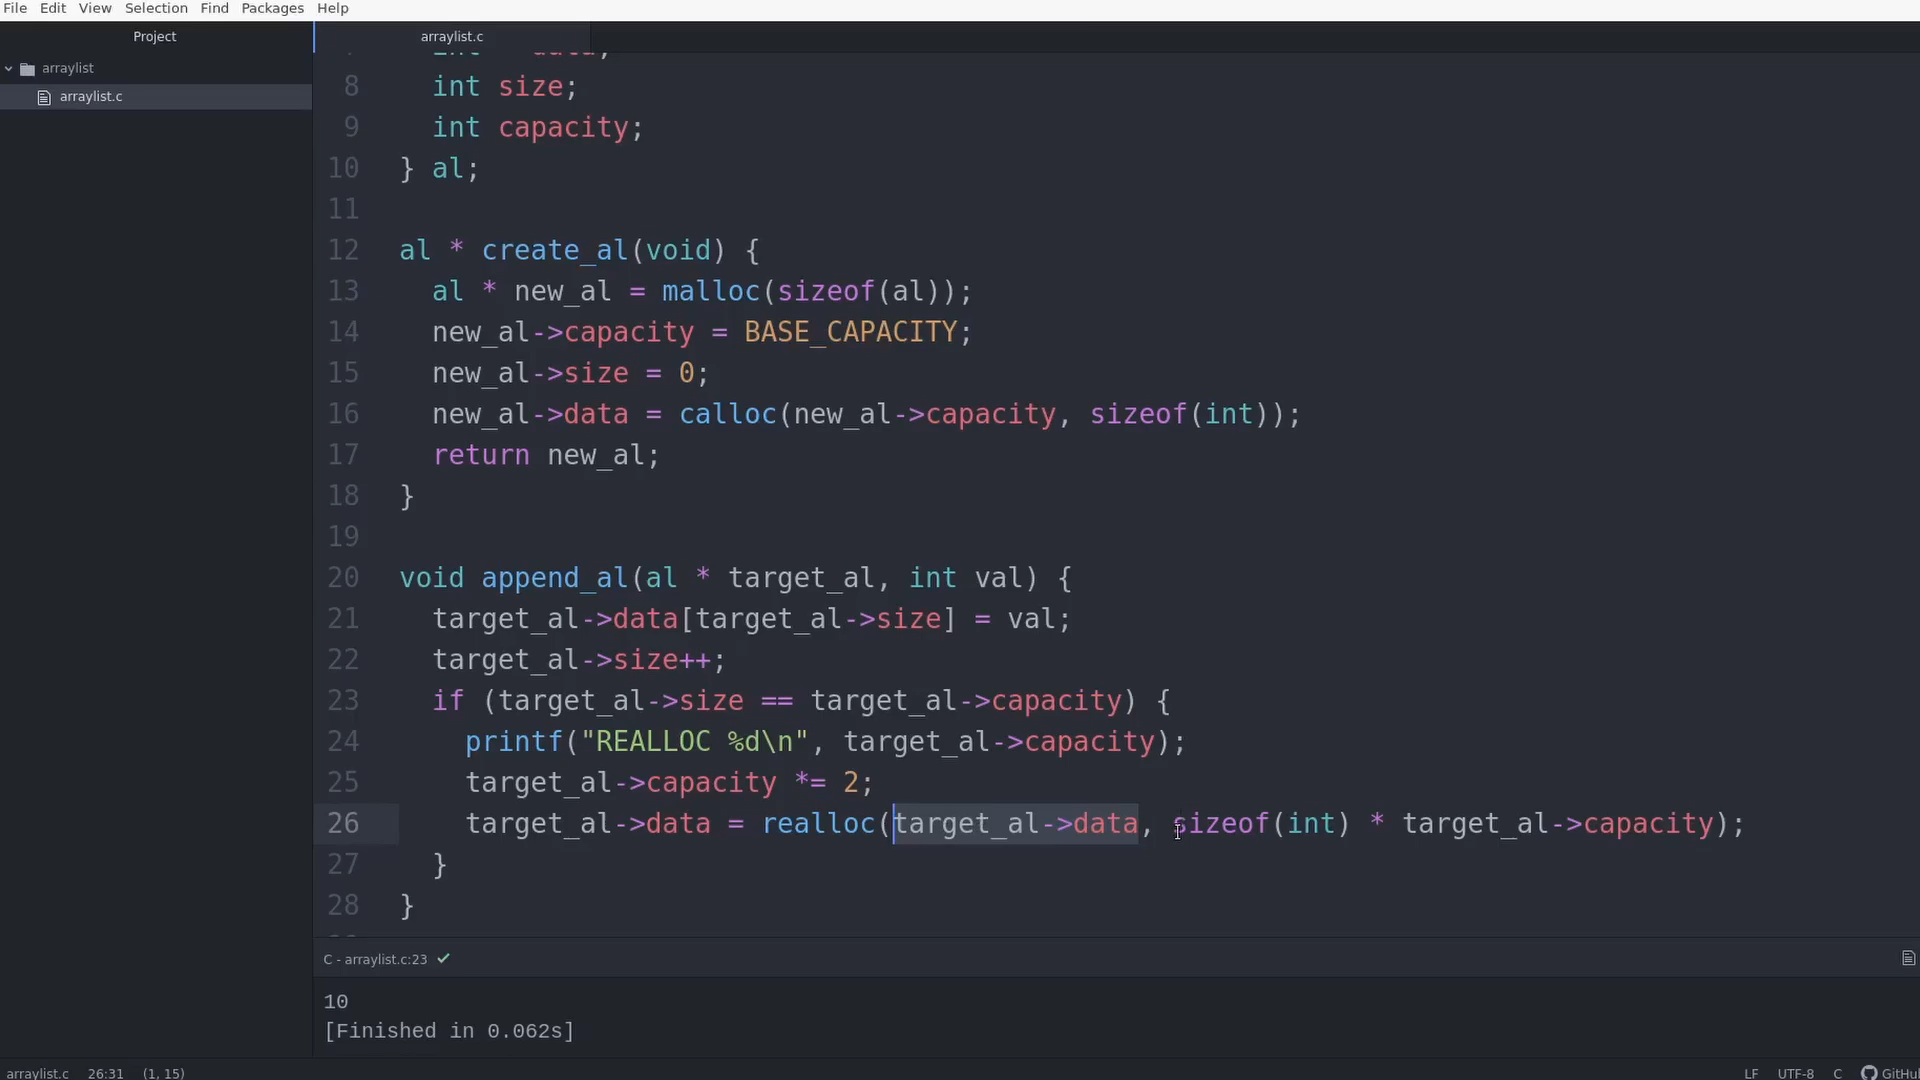 File Edit View Selection Find Packages Help
Project
arraylist.c
arraylist
arraylist.c
8 int size;
9 int capacity;
10 } al;
11
12 al * create_al(void) {
13 al * new_al = malloc(sizeof(al));
14 new_al->capacity = BASE_CAPACITY;
15 new_al->size = 0;
16 new_al->data = calloc(new_al->capacity, sizeof(int));
17 return new_al;
18 }
19
20 void append_al(al * target_al, int val) {
21 target_al->data[target_al->size] = val;
22 target_al->size++;
23 if (target_al->size == target_al->capacity) {
24 printf("REALLOC %d\n", target_al->capacity);
25 target_al->capacity *= 2;
26 target_al->data = realloc(target_al->data, sizeof(int) * target_al->capacity);
27 }
28 }
C - arraylist.c:23
10
[Finished in 0.062s]
arraylist.c 26:31 (1, 15) LF UTF-8 C GitHu